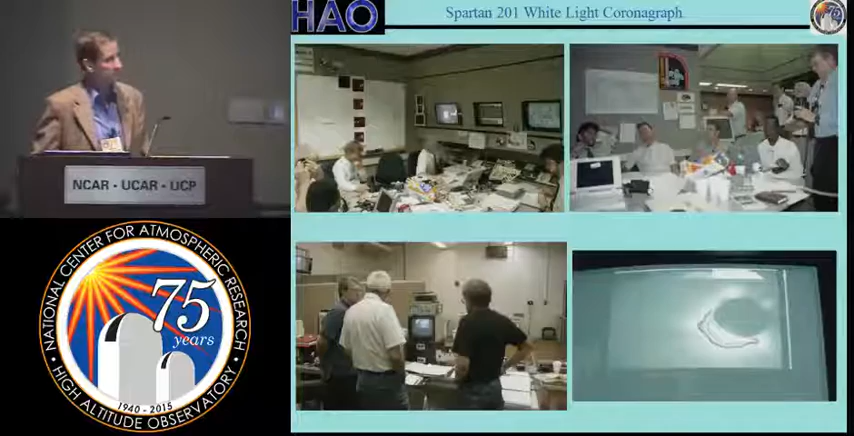 HAO
Spartan 201 White Light Coronagraph
75
NCAR - UCAR - UCP
NATIONAL CENTER FOR ATMOSPHERIC RESEARCH
75
years
1940 - 2015
HIGH ALTITUDE OBSERVATORY